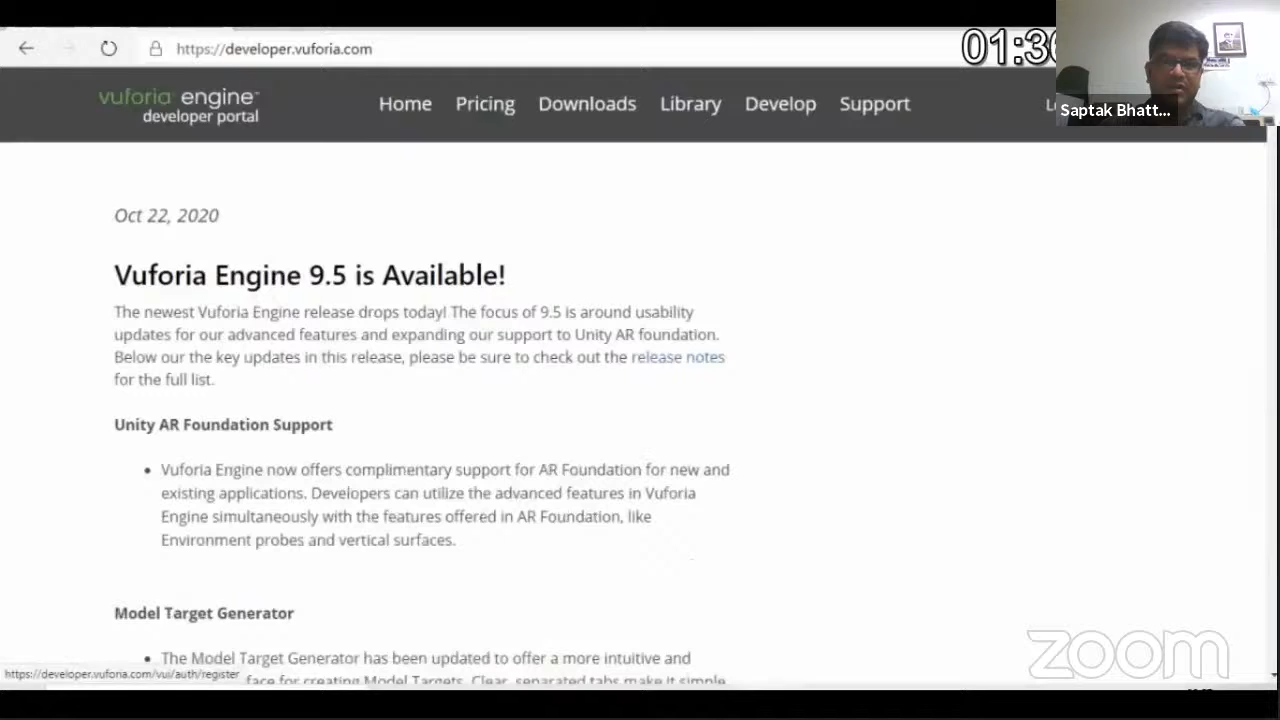 https://developer.vuforia.com
01:3
vuforia engine™
developer portal
Home Pricing Downloads Library Develop Support
Saptak Bhatt...
Oct 22, 2020
Vuforia Engine 9.5 is Available!
The newest Vuforia Engine release drops today! The focus of 9.5 is around usability
updates for our advanced features and expanding our support to Unity AR foundation.
Below our the key updates in this release, please be sure to check out the release notes
for the full list.
Unity AR Foundation Support
• Vuforia Engine now offers complimentary support for AR Foundation for new and
existing applications. Developers can utilize the advanced features in Vuforia
Engine simultaneously with the features offered in AR Foundation, like
Environment probes and vertical surfaces.
Model Target Generator
• The Model Target Generator has been updated to offer a more intuitive and
face for creating Model Targets. Clear, separated tabs make it simple
https://developer.vuforia.com/vui/auth/register
zoom